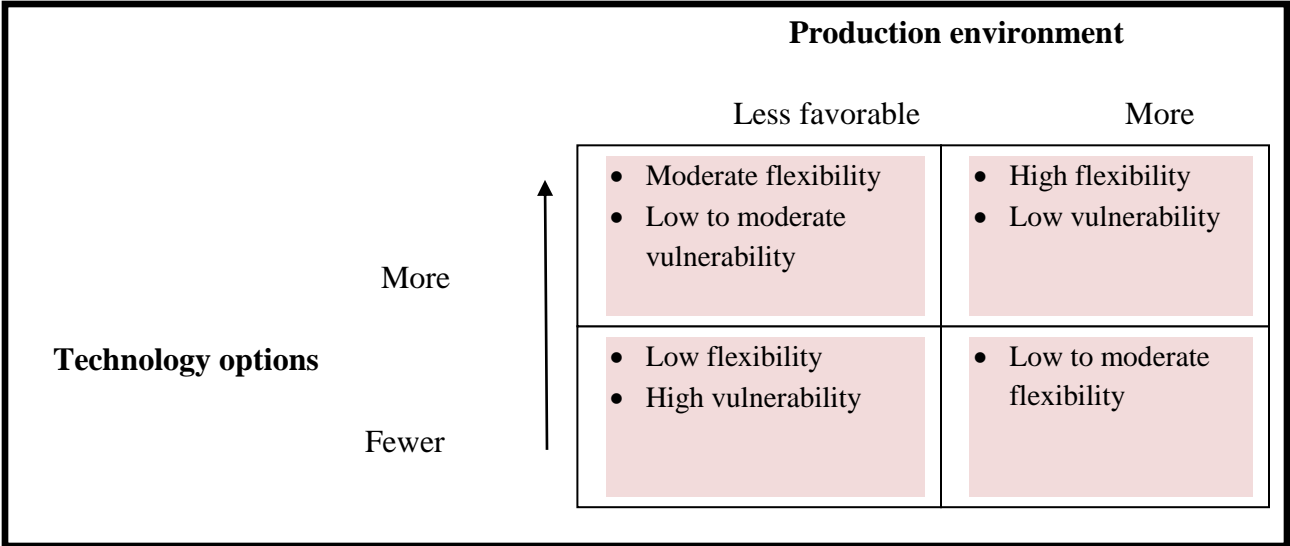 Production environment
Less favorable More
• Moderate flexibility
• Low to moderate
vulnerability
• High flexibility
• Low vulnerability
More
Technology options
• Low flexibility
• High vulnerability
• Low to moderate
flexibility
Fewer